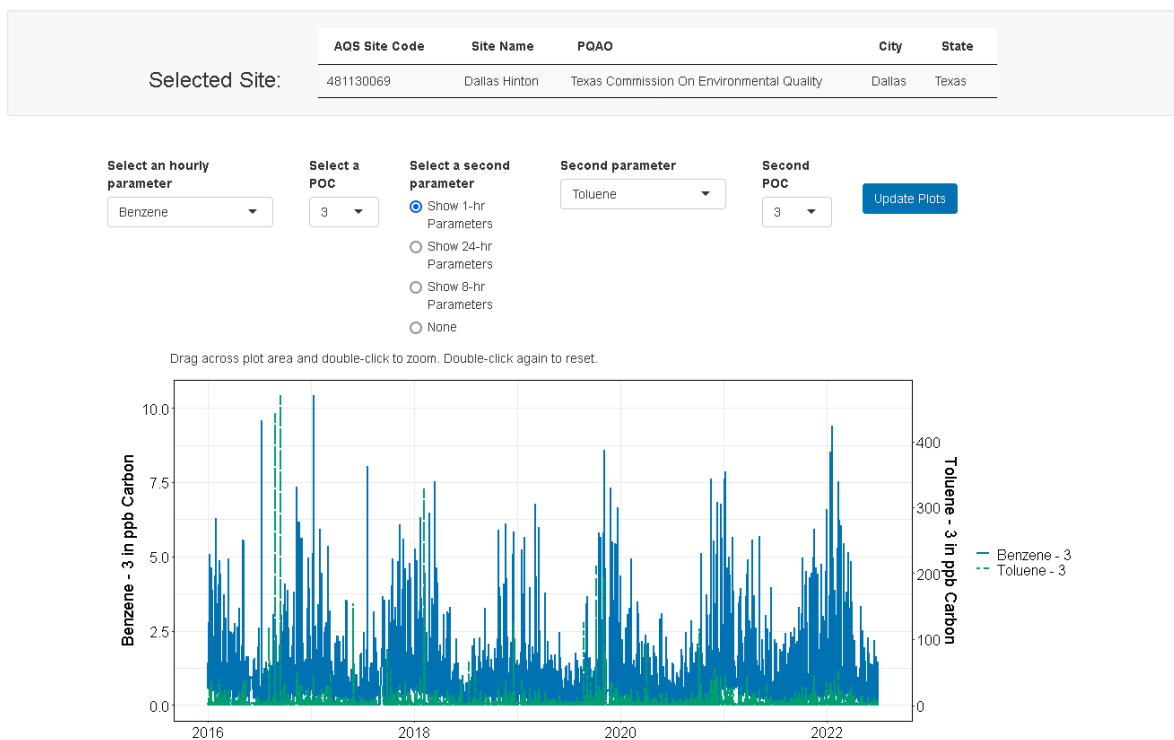 AQS Site Code Site Name PQAO City State
Selected Site: 481130069 Dallas Hinton Texas Commission On Environmental Quality Dallas Texas
Select an hourly
parameter
Benzene
Select a
POC
3
Select a second
parameter
Show 1-hr
Parameters
Show 24-hr
Parameters
Show 8-hr
Parameters
None
Second parameter
Toluene
Second
POC
3
Update Plots
Drag across plot area and double-click to zoom. Double-click again to reset.
Benzene - 3 in ppb Carbon
10.0
7.5
5.0
2.5
0.0
2016 2018 2020 2022
400
300
200
100
0
Toluene - 3 in ppb Carbon
Benzene - 3
Toluene - 3